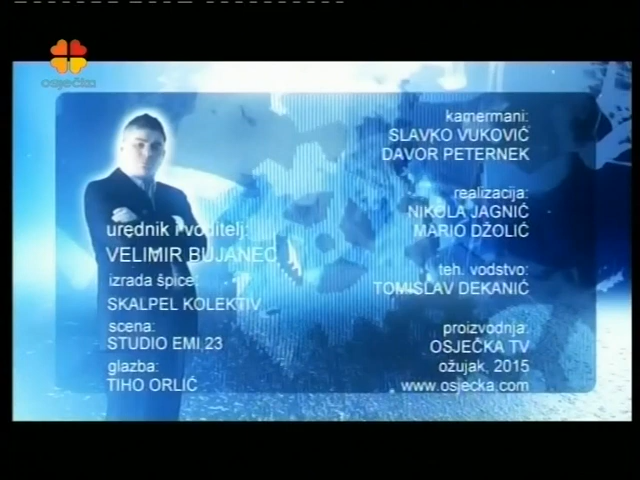 osječka
urednik i voditelj:
VELIMIR BUJANEC
izrada špice:
SKALPEL KOLEKTIV
scena:
STUDIO EMI 23
glazba:
TIHO ORLIĆ
kamermani:
SLAVKO VUKOVIĆ
DAVOR PETERNEK
realizacija:
NIKOLA JAGNIĆ
MARIO DŽOLIĆ
teh. vodstvo:
TOMISLAV DEKANIĆ
proizvodnja:
OSJEČKA TV
ožujak, 2015
www.osjecka.com